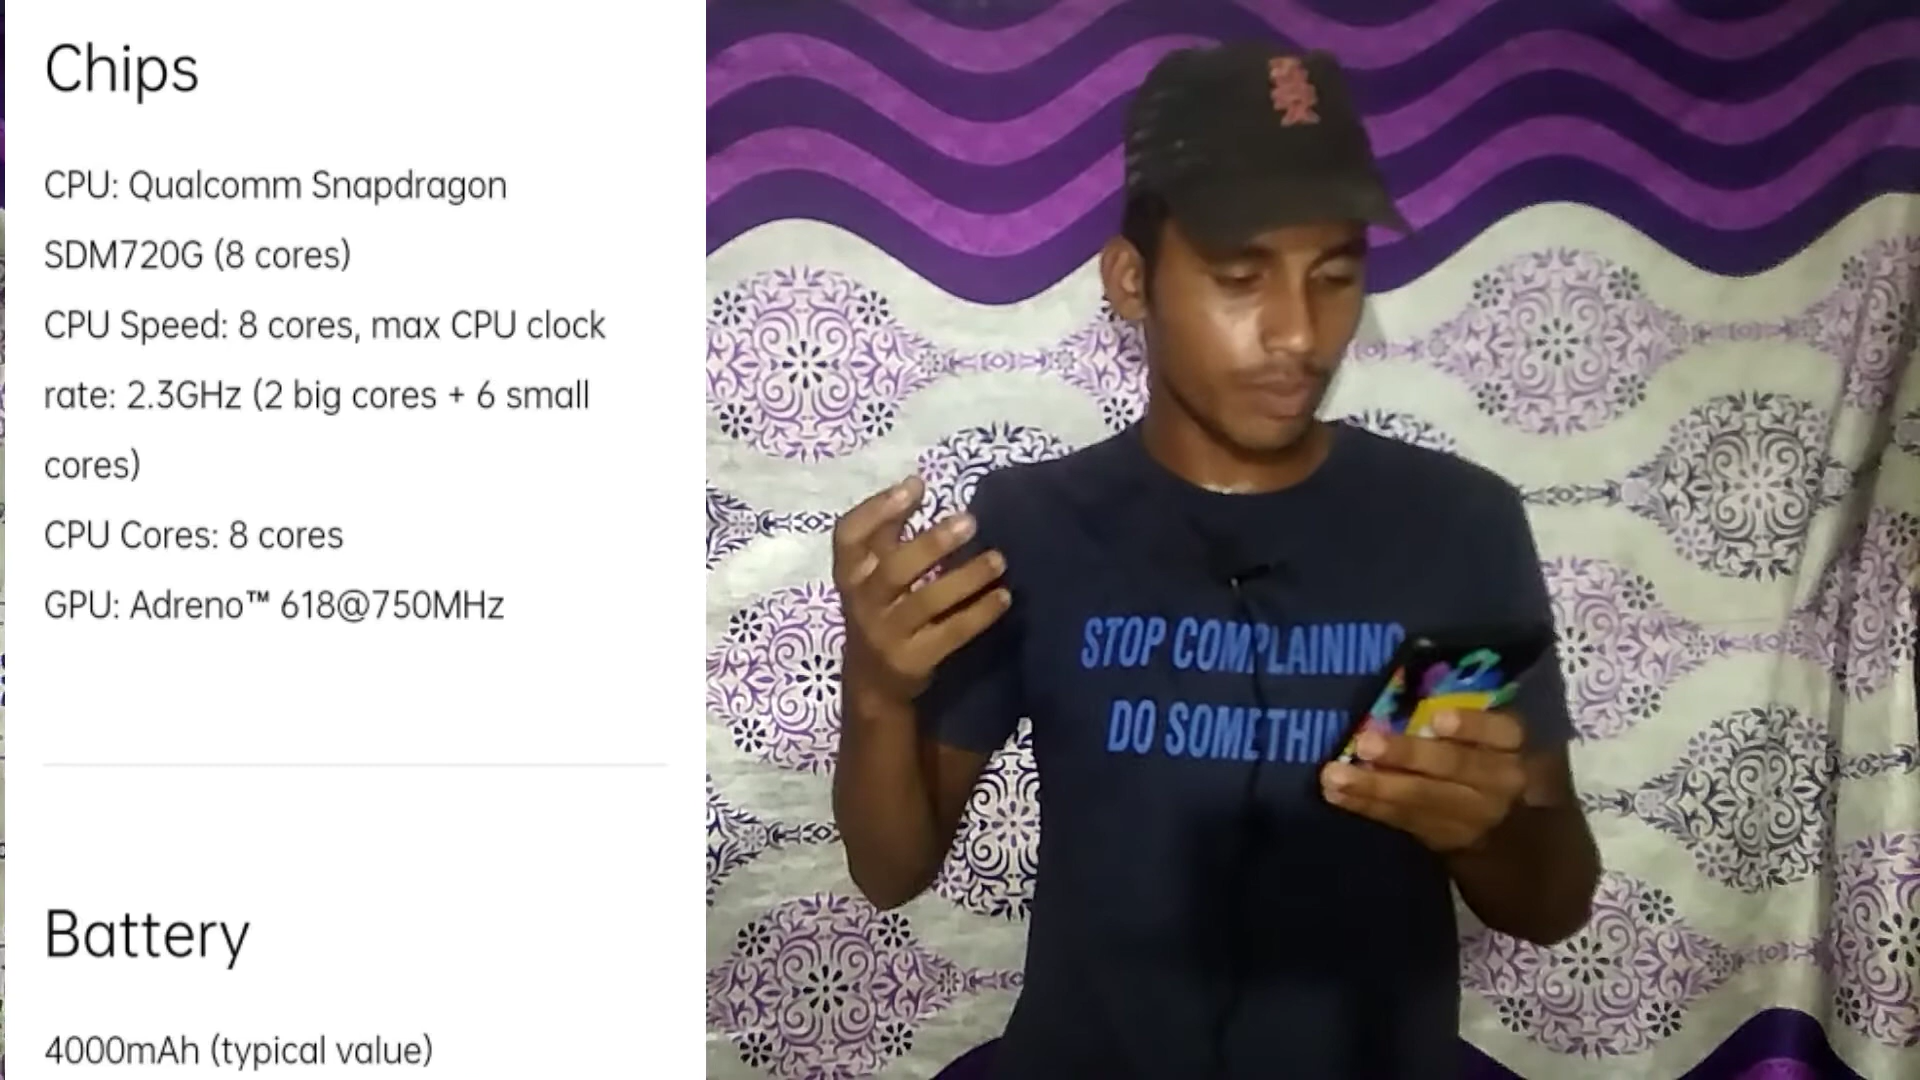 Chips
CPU: Qualcomm Snapdragon
SDM720G (8 cores)
CPU Speed: 8 cores, max CPU clock
rate: 2.3GHz (2 big cores + 6 small
cores)
CPU Cores: 8 cores
GPU: Adreno™ 618@750MHz
Battery
4000mAh (typical value)
STOP COMPLAINING
DO SOMETHIN